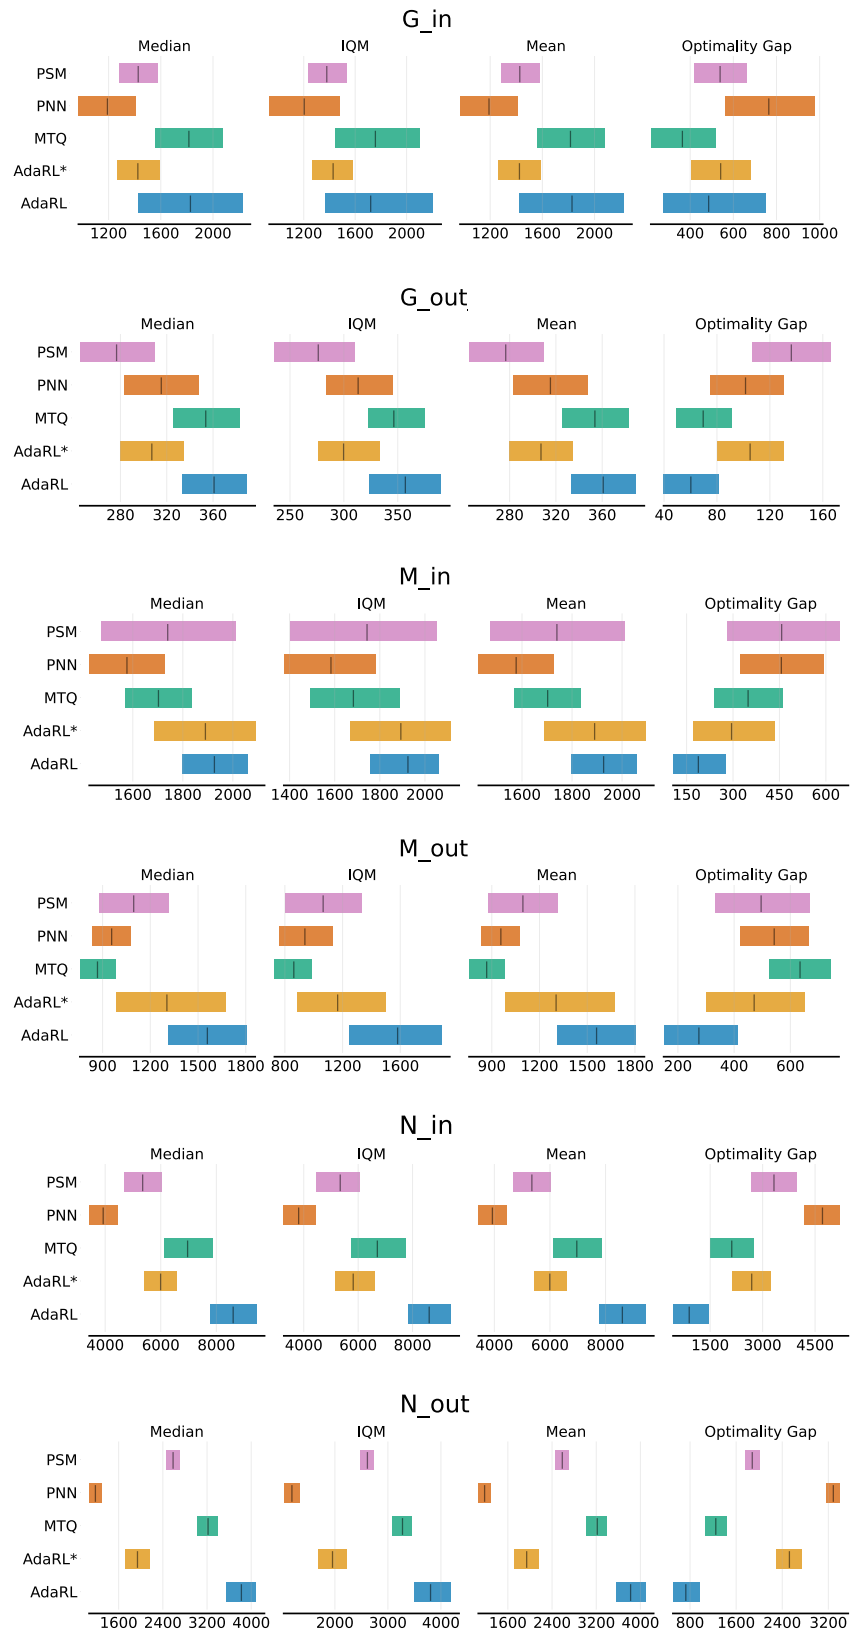 G_in
Median IQM Mean Optimality Gap
PSM
PNN
MTQ
AdaRL*
AdaRL
1200 1600 2000 1200 1600 2000 1200 1600 2000 400 600 800 1000
G_out
Median IQM Mean Optimality Gap
PSM
PNN
MTQ
AdaRL*
AdaRL
280 320 360 250 300 350 280 320 360 40 80 120 160
M_in
Median IQM Mean Optimality Gap
PSM
PNN
MTQ
AdaRL*
AdaRL
1600 1800 2000 1400 1600 1800 2000 1600 1800 2000 150 300 450 600
M_out
Median IQM Mean Optimality Gap
PSM
PNN
MTQ
AdaRL*
AdaRL
900 1200 1500 1800 800 1200 1600 900 1200 1500 1800 200 400 600
N_in
Median IQM Mean Optimality Gap
PSM
PNN
MTQ
AdaRL*
AdaRL
4000 6000 8000 4000 6000 8000 4000 6000 8000 1500 3000 4500
N_out
Median IQM Mean Optimality Gap
PSM
PNN
MTQ
AdaRL*
AdaRL
1600 2400 3200 4000 2000 3000 4000 1600 2400 3200 4000 800 1600 2400 3200